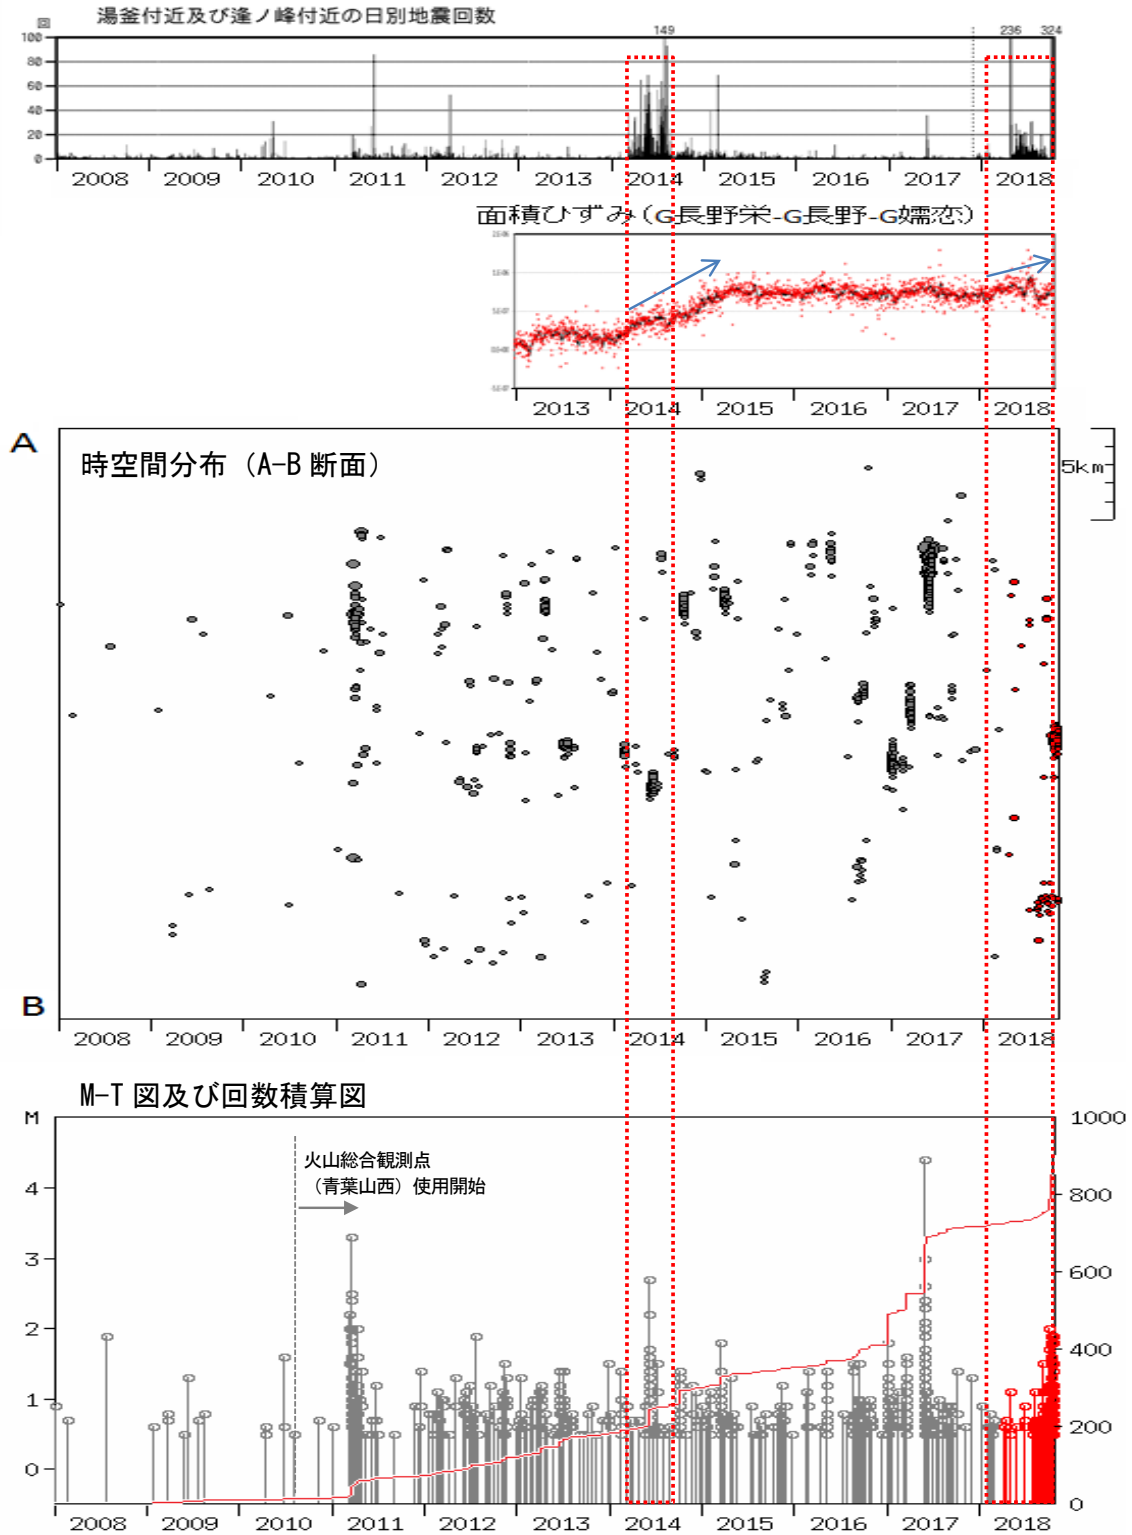 湯釜付近及び逢ノ峰付近の日別地震回数
回
149 236 324
100
80
60
40
20
0
2008 2009 2010 2011 2012 2013 2014 2015 2016 2017 2018
面積ひずみ(G長野栄-G長野-G嬬恋)
2013 2014 2015 2016 2017 2018
A
時空間分布（A-B 断面）
5km
B
2008 2009 2010 2011 2012 2013 2014 2015 2016 2017 2018
M-T 図及び回数積算図
M 1000
火山総合観測点
（青葉山西）使用開始
4 800
3 600
2 400
1 200
0 0
2008 2009 2010 2011 2012 2013 2014 2015 2016 2017 2018